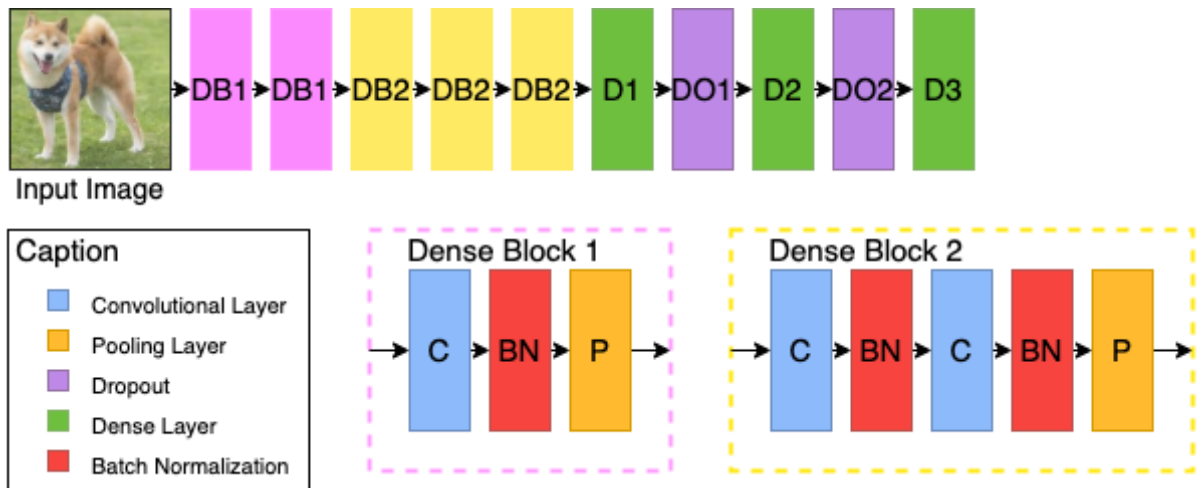 DB1 DB1 DB2 DB2 DB2 D1 DO1 D2 DO2 D3
Input Image
Caption
Convolutional Layer
Pooling Layer
Dropout
Dense Layer
Batch Normalization
Dense Block 1
C BN P
Dense Block 2
C BN C BN P